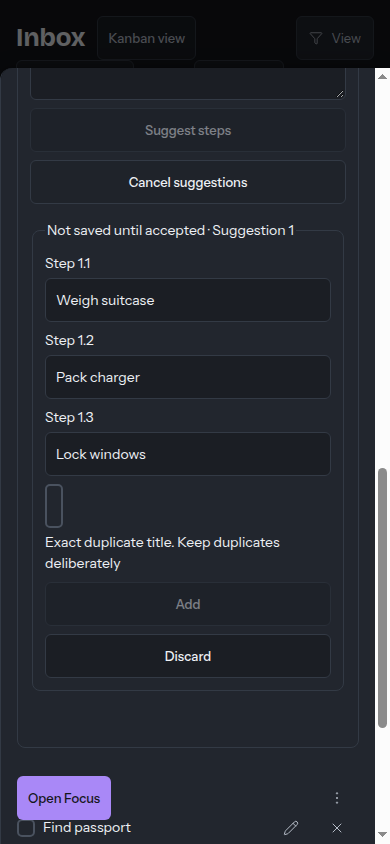 Inbox
Kanban view
View
Suggest steps
Cancel suggestions
Not saved until accepted · Suggestion 1
Step 1.1
Weigh suitcase
Step 1.2
Pack charger
Step 1.3
Lock windows
Exact duplicate title. Keep duplicates
deliberately
Add
Discard
Open Focus
Find passport